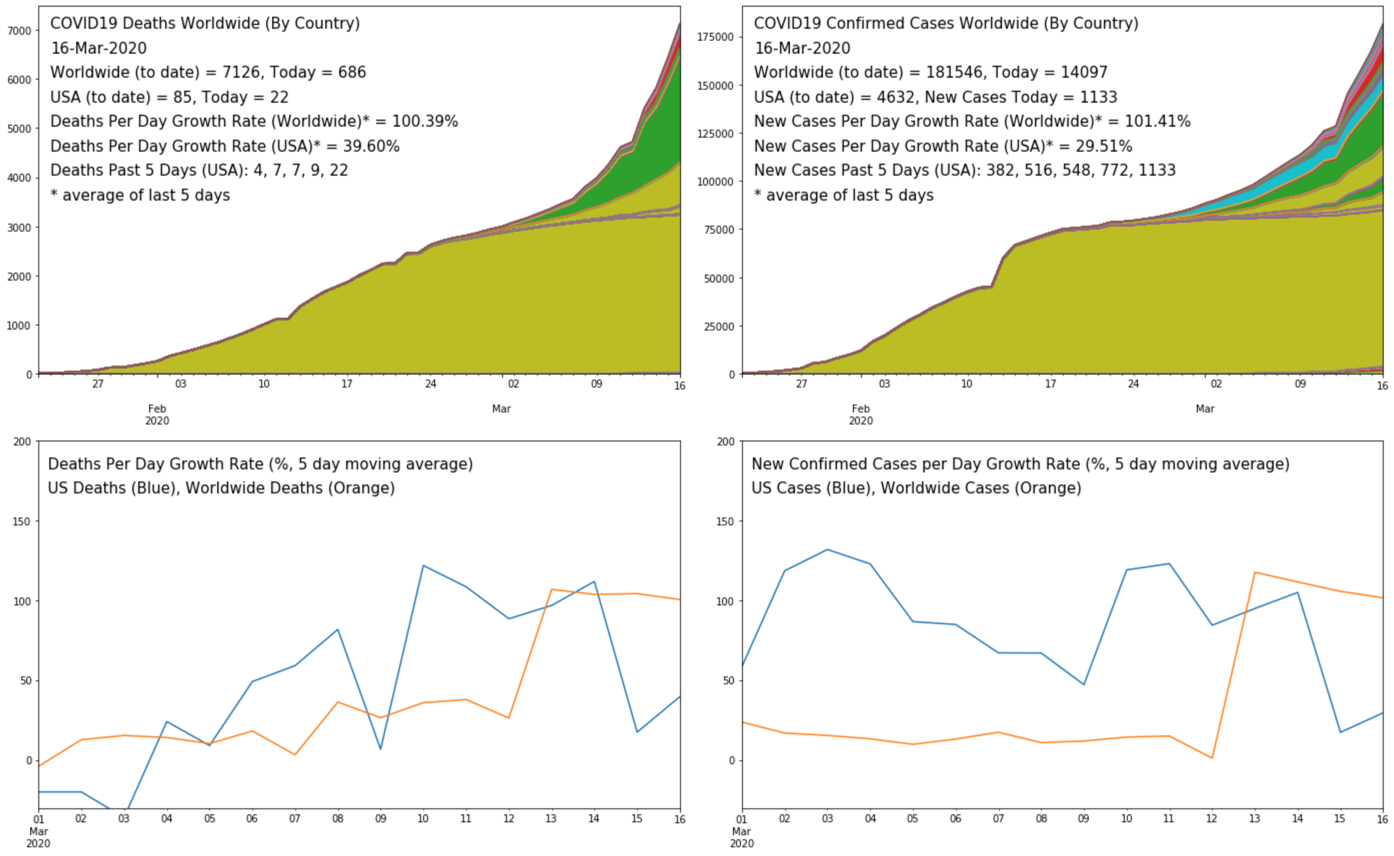 COVID19 Deaths Worldwide (By Country)
16-Mar-2020
Worldwide (to date) = 7126, Today = 686
USA (to date) = 85, Today = 22
Deaths Per Day Growth Rate (Worldwide)* = 100.39%
Deaths Per Day Growth Rate (USA)* = 39.60%
Deaths Past 5 Days (USA): 4, 7, 7, 9, 22
* average of last 5 days
7000
6000
5000
4000
3000
2000
1000
0
27 03 10 17 24 02 09 16
Feb Mar
2020
COVID19 Confirmed Cases Worldwide (By Country)
16-Mar-2020
Worldwide (to date) = 181546, Today = 14097
USA (to date) = 4632, New Cases Today = 1133
New Cases Per Day Growth Rate (Worldwide)* = 101.41%
New Cases Per Day Growth Rate (USA)* = 29.51%
New Cases Past 5 Days (USA): 382, 516, 548, 772, 1133
* average of last 5 days
175000
150000
125000
100000
75000
50000
25000
0
27 03 10 17 24 02 09 16
Feb Mar
2020
Deaths Per Day Growth Rate (%, 5 day moving average)
US Deaths (Blue), Worldwide Deaths (Orange)
200
150
100
50
0
01 02 03 04 05 06 07 08 09 10 11 12 13 14 15 16
Mar
2020
New Confirmed Cases per Day Growth Rate (%, 5 day moving average)
US Cases (Blue), Worldwide Cases (Orange)
200
150
100
50
0
01 02 03 04 05 06 07 08 09 10 11 12 13 14 15 16
Mar
2020